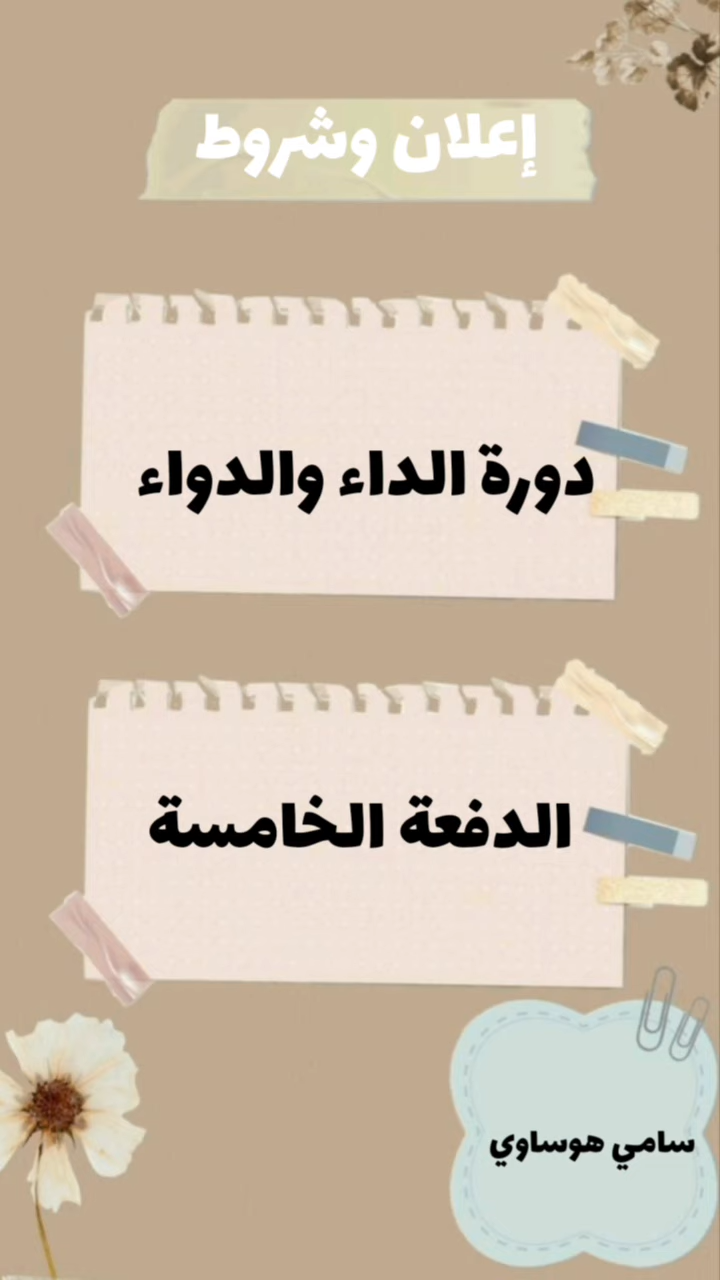 إعلان وشروط
دورة الداء والدواء
الدفعة الخامسة
سامي هوساوي